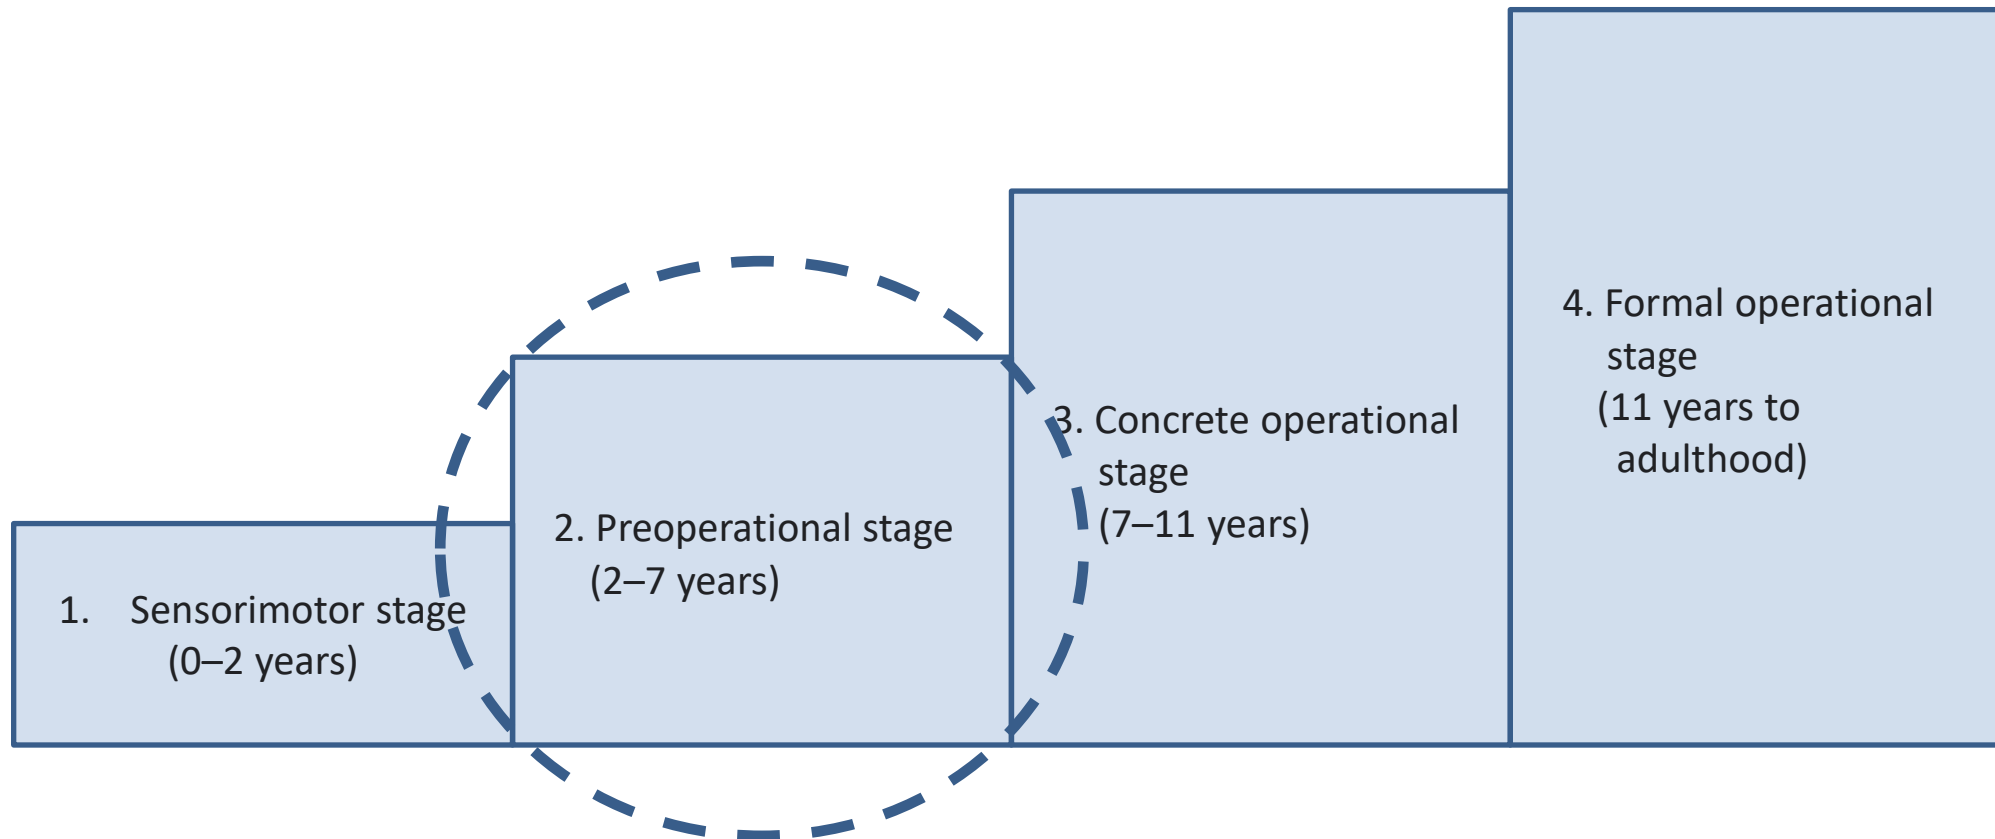 1. Sensorimotor stage
(0–2 years)
2. Preoperational stage
(2–7 years)
3. Concrete operational
stage
(7–11 years)
4. Formal operational
stage
(11 years to
adulthood)